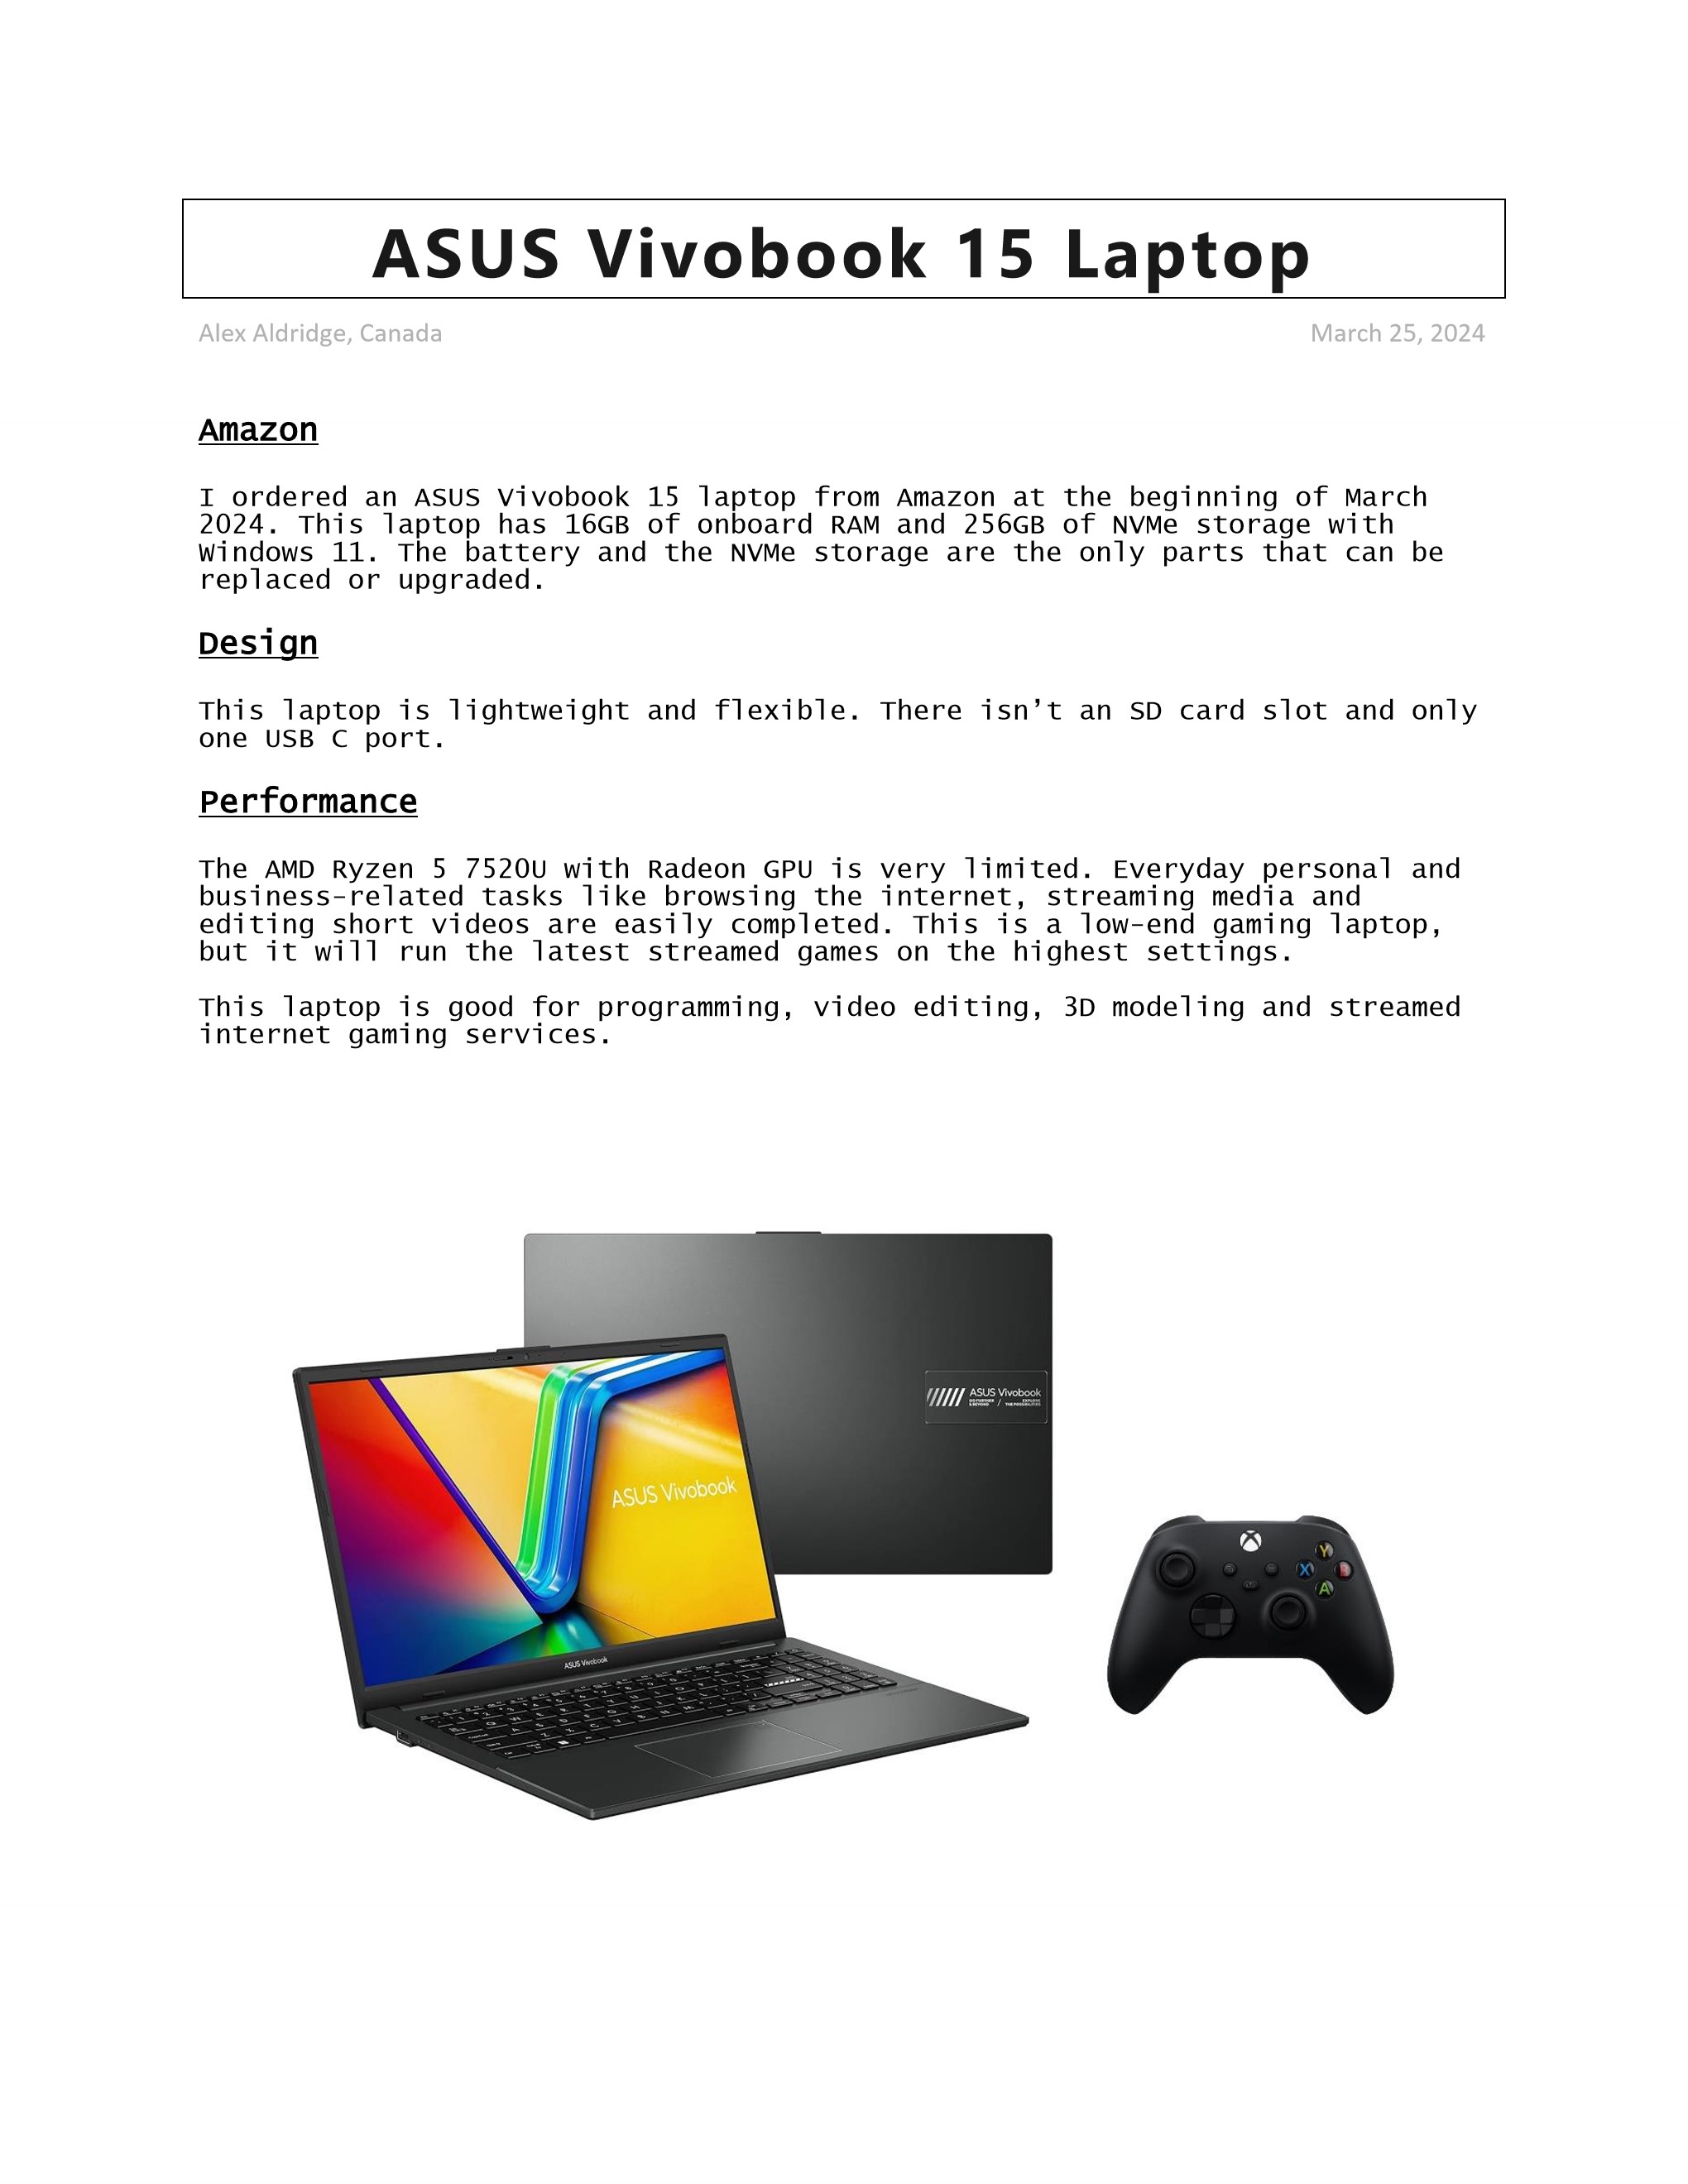 ASUS Vivobook 15 Laptop
Alex Aldridge, Canada
March 25, 2024
Amazon
I ordered an ASUS Vivobook 15 laptop from Amazon at the beginning of March
2024. This laptop has 16GB of onboard RAM and 256GB of NVMe storage with
Windows 11. The battery and the NVMe storage are the only parts that can be
replaced or upgraded.
Design
This laptop is lightweight and flexible. There isn’t an SD card slot and only
one USB C port.
Performance
The AMD Ryzen 5 7520U with Radeon GPU is very limited. Everyday personal and
business-related tasks like browsing the internet, streaming media and
editing short videos are easily completed. This is a low-end gaming laptop,
but it will run the latest streamed games on the highest settings.
This laptop is good for programming, video editing, 3D modeling and streamed
internet gaming services.
ASUS Vivobook
ASUS Vivobook
ASUS Vivobook
Y
X
B
A